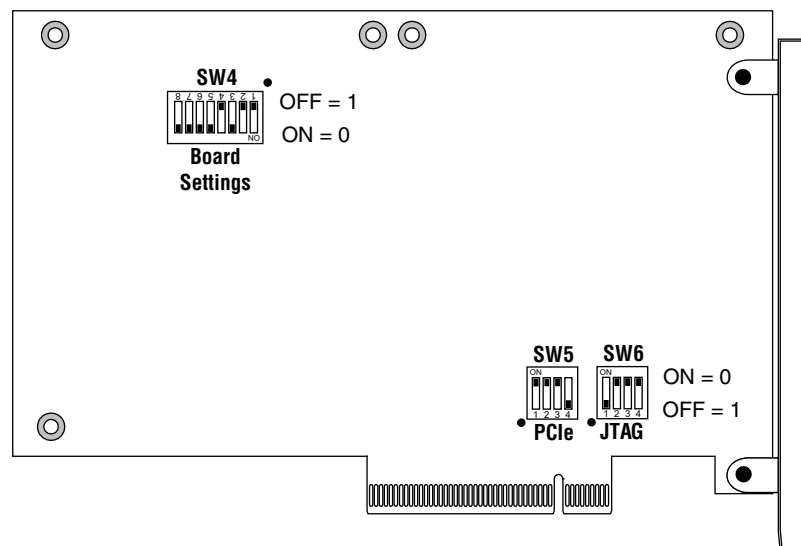 SW4
8 7 6 5 4 3 2 1
ON
OFF = 1
ON = 0
Board
Settings
SW5
ON
1 2 3 4
PCIe
SW6
ON
1 2 3 4
JTAG
ON = 0
OFF = 1